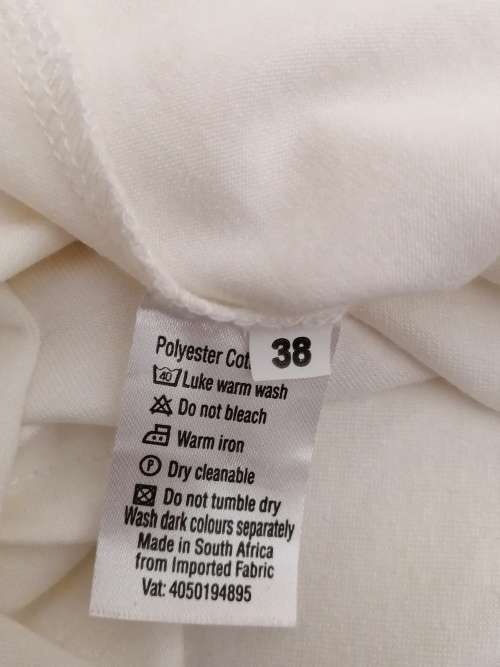 Polyester Cot
38
40 Luke warm wash
Do not bleach
Warm iron
P Dry cleanable
Do not tumble dry
Wash dark colours separately
Made in South Africa
from Imported Fabric
Vat: 4050194895